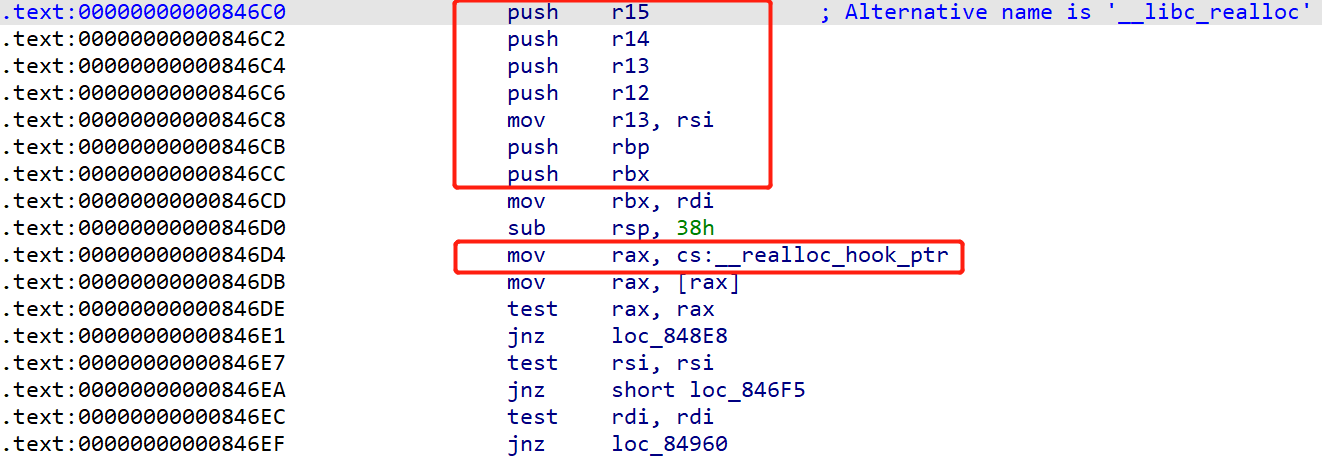 .text:00000000000846C0 push r15 ; Alternative name is '__libc_realloc'
.text:00000000000846C2 push r14
.text:00000000000846C4 push r13
.text:00000000000846C6 push r12
.text:00000000000846C8 mov r13, rsi
.text:00000000000846CB push rbp
.text:00000000000846CC push rbx
.text:00000000000846CD mov rbx, rdi
.text:00000000000846D0 sub rsp, 38h
.text:00000000000846D4 mov rax, cs:__realloc_hook_ptr
.text:00000000000846DB mov rax, [rax]
.text:00000000000846DE test rax, rax
.text:00000000000846E1 jnz loc_848E8
.text:00000000000846E7 test rsi, rsi
.text:00000000000846EA jnz short loc_846F5
.text:00000000000846EC test rdi, rdi
.text:00000000000846EF jnz loc_84960